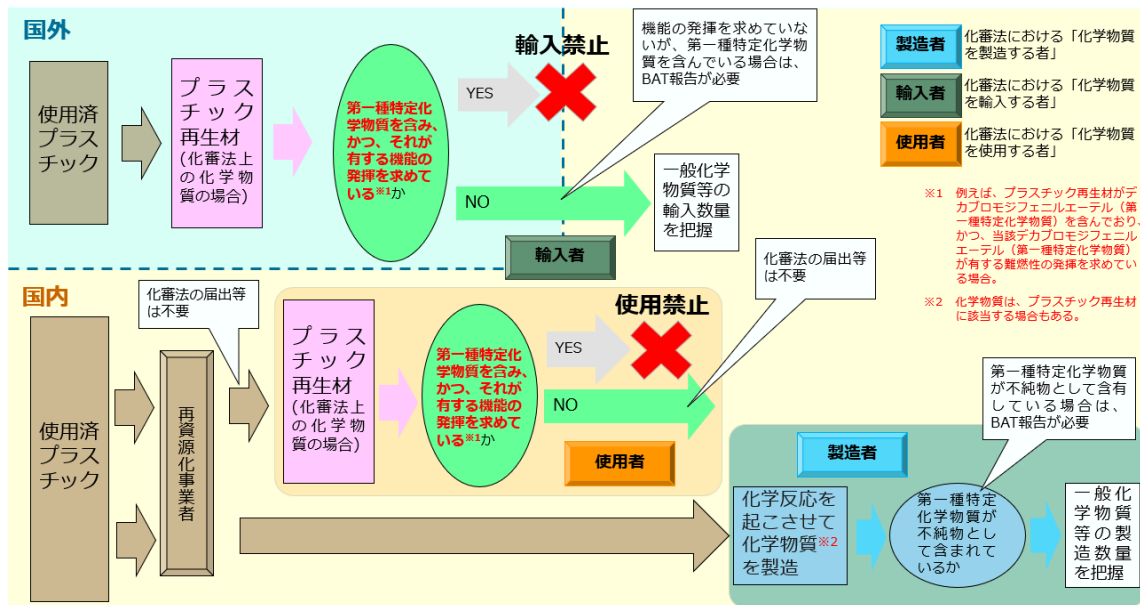 国外
使用済
プラス
チック
プラス
チック
再生材
(化審法上
の化学物
質の場合)
第一種特定化
学物質を含み、
かつ、それが
有する機能の
発揮を求めて
いる※1か
YES
輸入禁止
NO
機能の発揮を求めていな
いが、第一種特定化学物
質を含んでいる場合は、
BAT報告が必要
一般化学
物質等の
輸入数量
を把握
輸入者
製造者
化審法における「化学物質
を製造する者」
輸入者
化審法における「化学物質
を輸入する者」
使用者
化審法における「化学物質
を使用する者」
※1 例えば、プラスチック再生材がデ
カブロモジフェニルエーテル（第
一種特定化学物質）を含んでおり、
かつ、当該デカブロモジフェニル
エーテル（第一種特定化学物質）
が有する難燃性の発揮を求めてい
る場合。
※2 化学物質は、プラスチック再生材
に該当する場合もある。
国内
使用済
プラス
チック
再資源化事業者
化審法の届出等
は不要
プラス
チック
再生材
(化審法上
の化学物
質の場合)
第一種特定化
学物質を含み、
かつ、それが
有する機能の
発揮を求めて
いる※1か
YES
使用禁止
NO
化審法の届出等
は不要
使用者
製造者
化学反応を
起こさせて
化学物質※2
を製造
第一種特定
化学物質が
不純物として
含まれて
いるか
第一種特定化学物質
が不純物として含有
している場合は、
BAT報告が必要
一般化
学物質
等の製
造数量
を把握